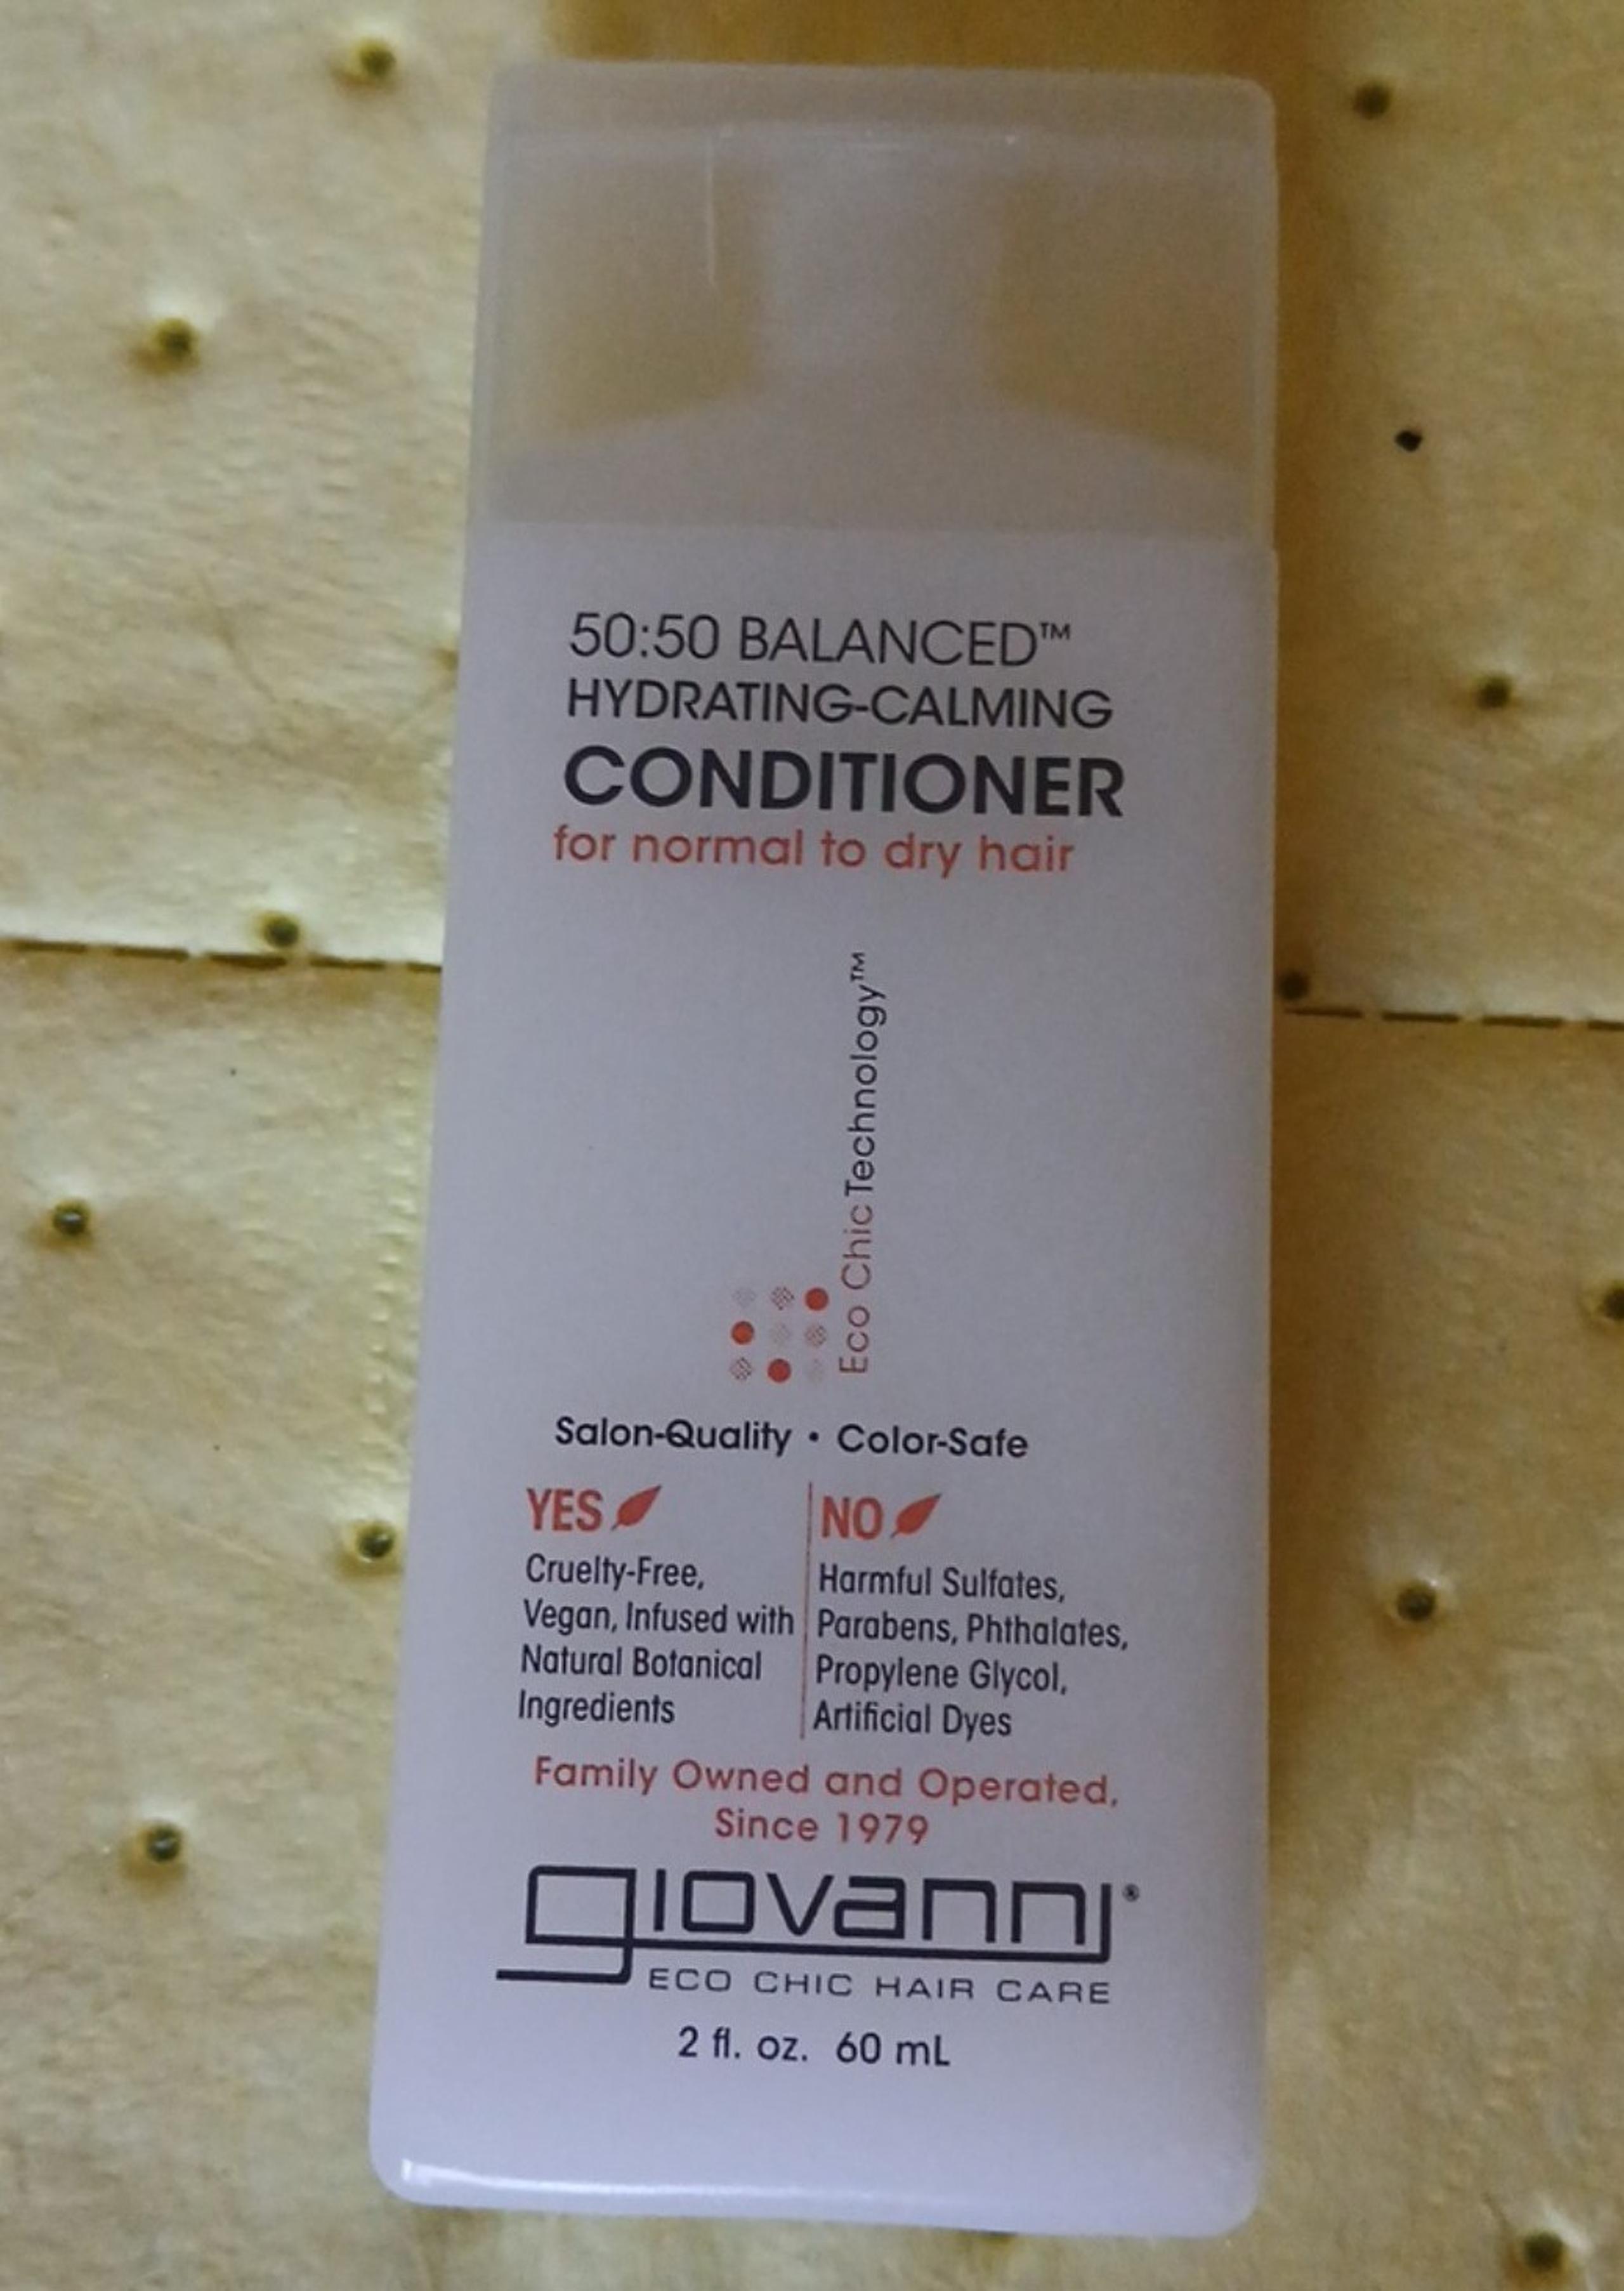 50:50 BALANCED™
HYDRATING-CALMING
CONDITIONER
for normal to dry hair
Eco Chic Technology™
Salon-Quality • Color-Safe
YES
Cruelty-Free,
Vegan, Infused with
Natural Botanical
Ingredients
NO
Harmful Sulfates,
Parabens, Phthalates,
Propylene Glycol,
Artificial Dyes
Family Owned and Operated,
Since 1979
giovanni®
ECO CHIC HAIR CARE
2 fl. oz. 60 mL